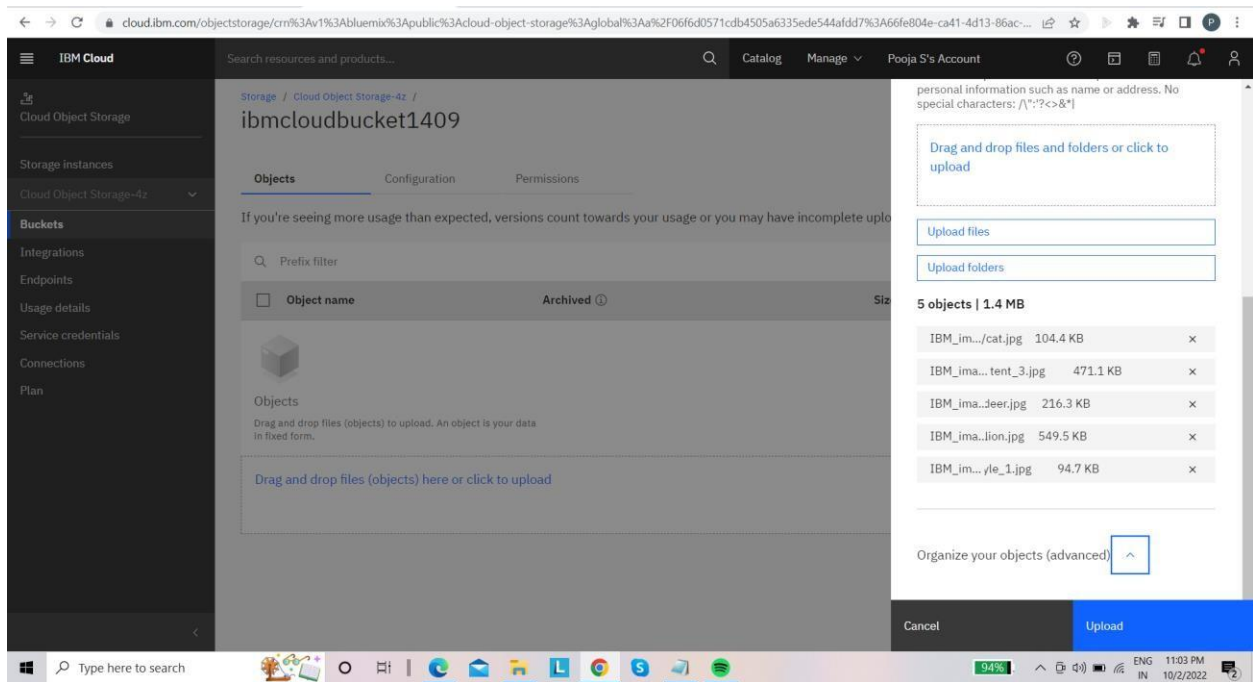 cloud.ibm.com/objectstorage/crn%3Av1%3Abluemix%3Apublic%3Acloud-object-storage%3Aglobal%3Aa%2F06f6d0571cdb4505a6335ede544afdd7%3A66fe804e-ca41-4d13-86ac-...
P
IBM Cloud
Search resources and products...
Catalog
Manage
Pooja S's Account
Cloud Object Storage
Storage instances
Cloud Object Storage-4z
Buckets
Integrations
Endpoints
Usage details
Service credentials
Connections
Plan
Storage / Cloud Object Storage-4z /
ibmcloudbucket1409
Objects Configuration Permissions
If you're seeing more usage than expected, versions count towards your usage or you may have incomplete uplo
Prefix filter
Object name Archived Siz
Objects
Drag and drop files (objects) to upload. An object is your data
in fixed form.
Drag and drop files (objects) here or click to upload
personal information such as name or address. No
special characters: /\":'?<>&*|
Drag and drop files and folders or click to
upload
Upload files
Upload folders
5 objects | 1.4 MB
IBM_im.../cat.jpg 104.4 KB
IBM_ima... tent_3.jpg 471.1 KB
IBM_ima..deer.jpg 216.3 KB
IBM_ima..lion.jpg 549.5 KB
IBM_im... yle_1.jpg 94.7 KB
Organize your objects (advanced)
Cancel
Upload
Type here to search
94%
ENG
IN
11:03 PM
10/2/2022
2